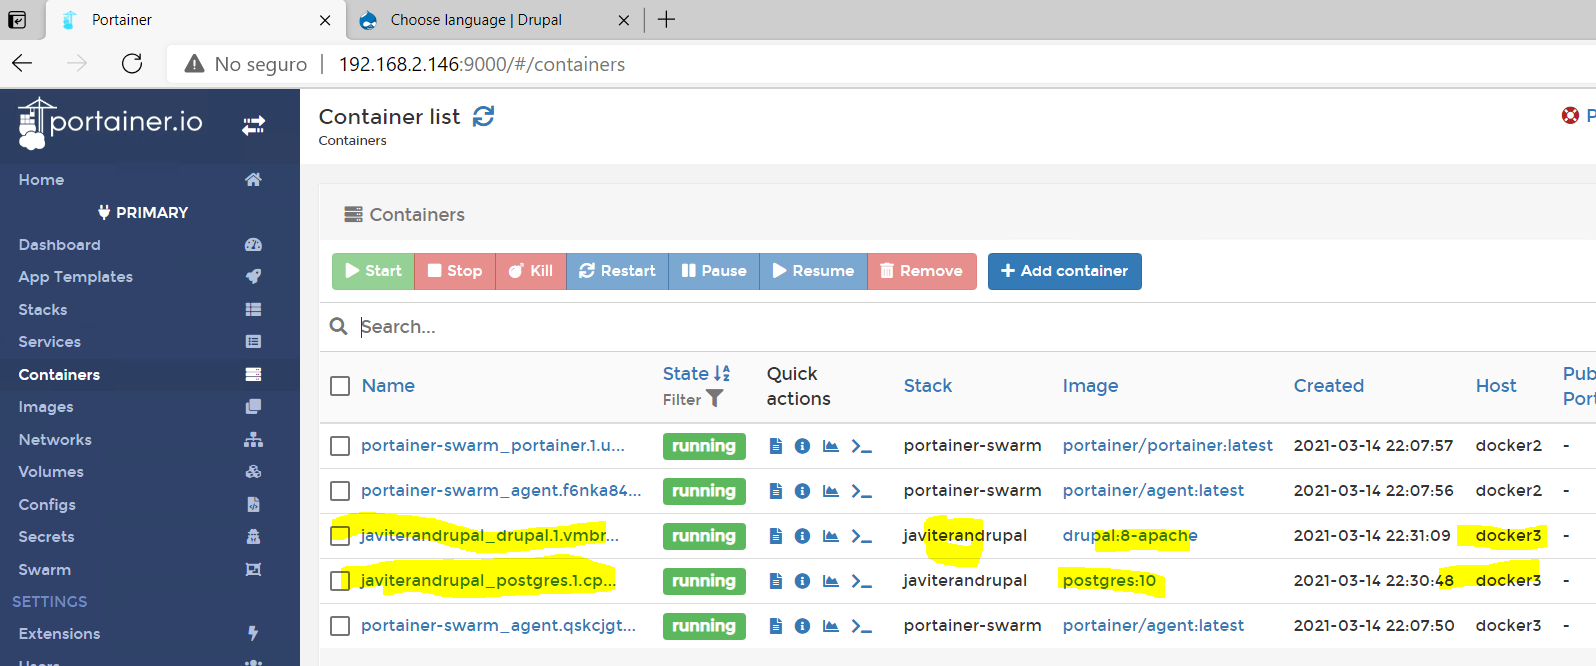 Portainer
Choose language | Drupal
No seguro | 192.168.2.146:9000/#/containers
portainer.io
Home
PRIMARY
Dashboard
App Templates
Stacks
Services
Containers
Images
Networks
Volumes
Configs
Secrets
Swarm
SETTINGS
Extensions
Users
Container list
Containers
P
Containers
Start Stop Kill Restart Pause Resume Remove + Add container
Search...
Name State Filter Quick actions Stack Image Created Host Pub Port
portainer-swarm_portainer.1.u... running portainer-swarm portainer/portainer:latest 2021-03-14 22:07:57 docker2 -
portainer-swarm_agent.f6nka84... running portainer-swarm portainer/agent:latest 2021-03-14 22:07:56 docker2 -
javiterandrupal_drupal.1.vmbr... running javiterandrupal drupal:8-apache 2021-03-14 22:31:09 docker3 -
javiterandrupal_postgres.1.cp... running javiterandrupal postgres:10 2021-03-14 22:30:48 docker3 -
portainer-swarm_agent.qskcjgt... running portainer-swarm portainer/agent:latest 2021-03-14 22:07:50 docker3 -